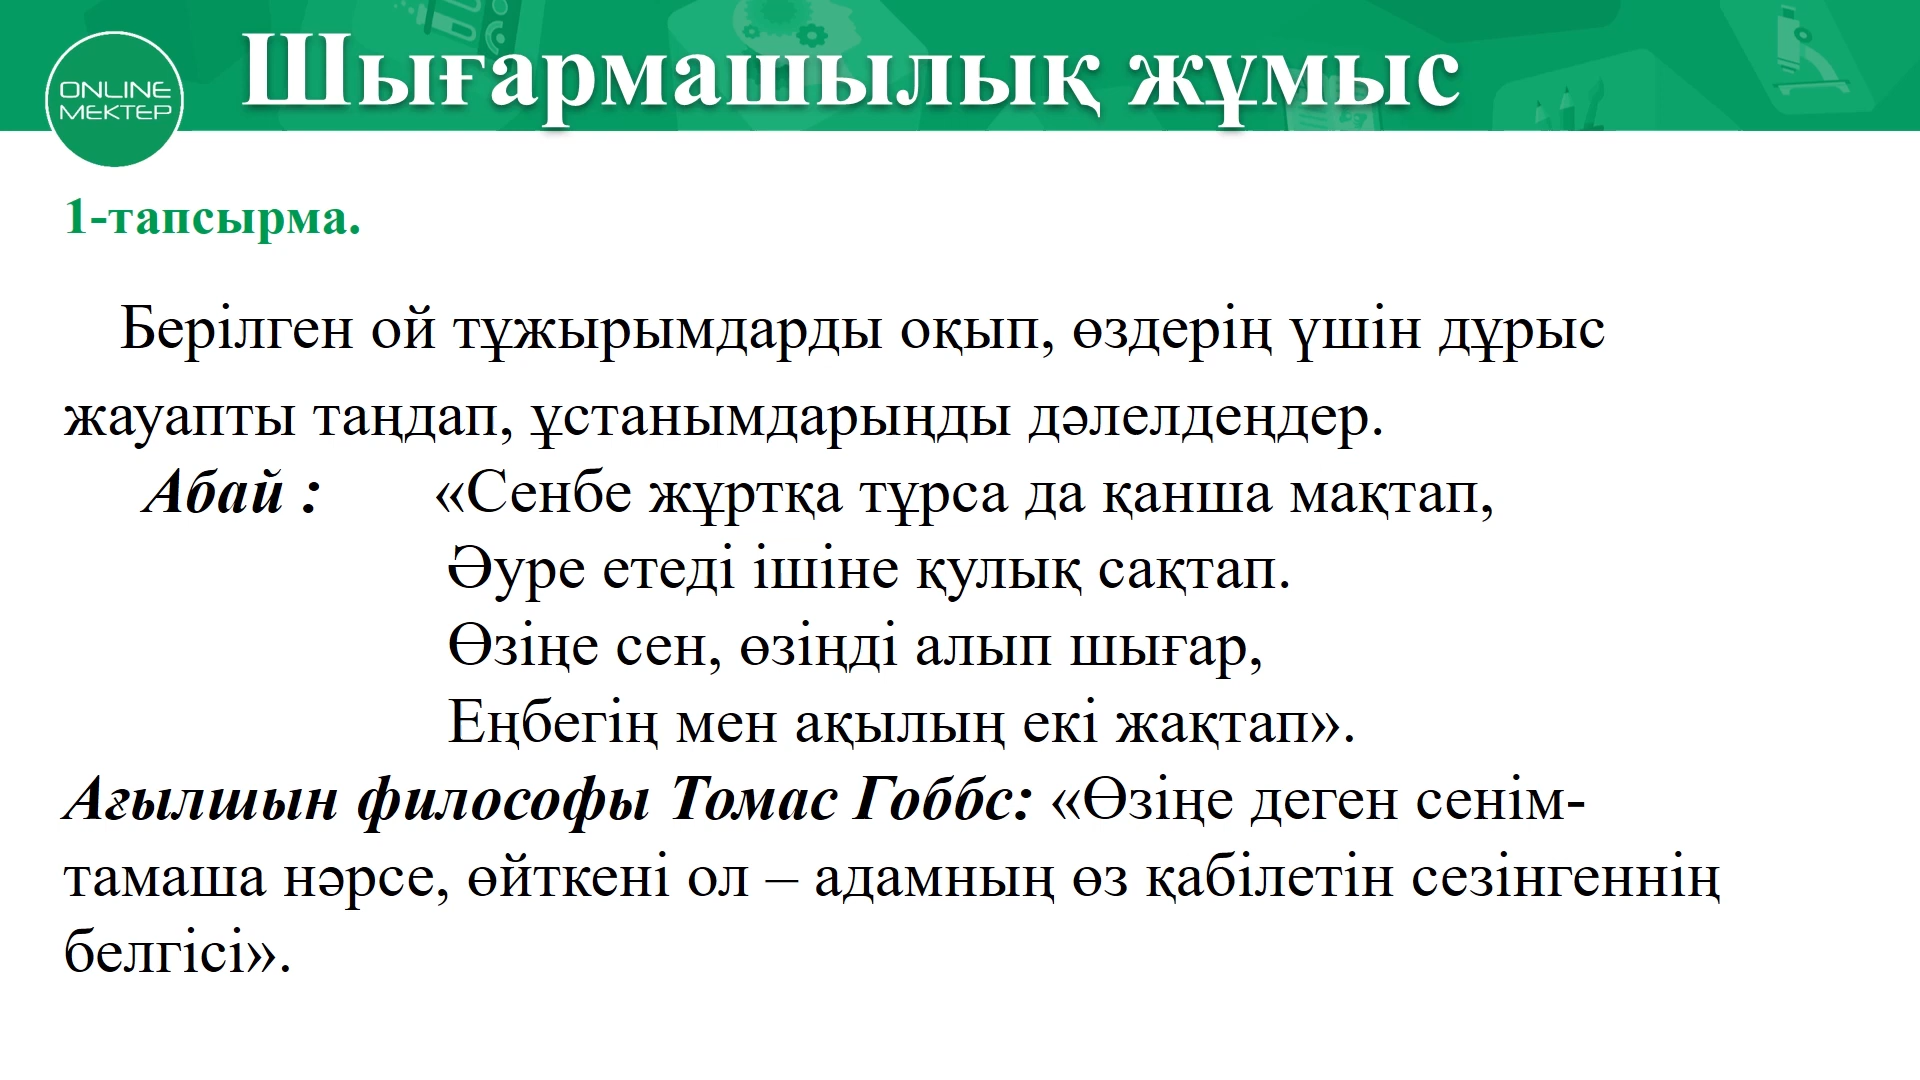 Шығармашылық жұмыс
ONLINE
MEKTEP
1-тапсырма.
Берілген ой тұжырымдарды оқып, өздерің үшін дұрыс
жауапты таңдап, ұстанымдарыңды дәлелдеңдер.
Абай : «Сенбе жұртқа тұрса да қанша мақтап,
Әуре етеді ішіне қулық сақтап.
Өзіңе сен, өзіңді алып шығар,
Еңбегің мен ақылың екі жақтап».
Ағылшын философы Томас Гоббс: «Өзіңе деген сенім-
тамаша нәрсе, өйткені ол – адамның өз қабілетін сезінгеннің
белгісі».